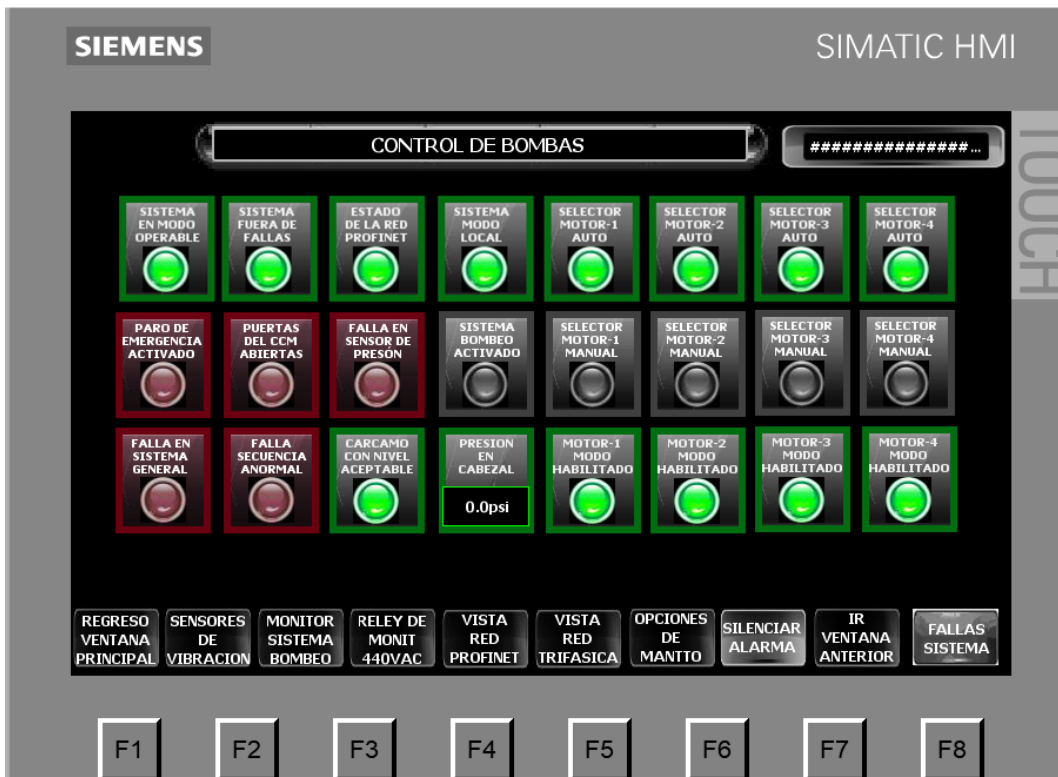 SIEMENS
SIMATIC HMI
TOUCH
CONTROL DE BOMBAS
###############...
SISTEMA
EN MODO
OPERABLE
SISTEMA
FUERA DE
FALLAS
ESTADO
DE LA RED
PROFINET
SISTEMA
MODO
LOCAL
SELECTOR
MOTOR-1
AUTO
SELECTOR
MOTOR-2
AUTO
SELECTOR
MOTOR-3
AUTO
SELECTOR
MOTOR-4
AUTO
PARO DE
EMERGENCIA
ACTIVADO
PUERTAS
DEL CCM
ABIERTAS
FALLA EN
SENSOR DE
PRESÓN
SISTEMA
BOMBEO
ACTIVADO
SELECTOR
MOTOR-1
MANUAL
SELECTOR
MOTOR-2
MANUAL
SELECTOR
MOTOR-3
MANUAL
SELECTOR
MOTOR-4
MANUAL
FALLA EN
SISTEMA
GENERAL
FALLA
SECUENCIA
ANORMAL
CARCAMO
CON NIVEL
ACEPTABLE
PRESION
EN
CABEZAL
0.0psi
MOTOR-1
MODO
HABILITADO
MOTOR-2
MODO
HABILITADO
MOTOR-3
MODO
HABILITADO
MOTOR-4
MODO
HABILITADO
REGRESO
VENTANA
PRINCIPAL
SENSORES
DE
VIBRACION
MONITOR
SISTEMA
BOMBEO
RELEY DE
MONIT
440VAC
VISTA
RED
PROFINET
VISTA
RED
TRIFASICA
OPCIONES
DE
MANTTO
SILENCIAR
ALARMA
IR
VENTANA
ANTERIOR
FALLAS
SISTEMA
F1
F2
F3
F4
F5
F6
F7
F8